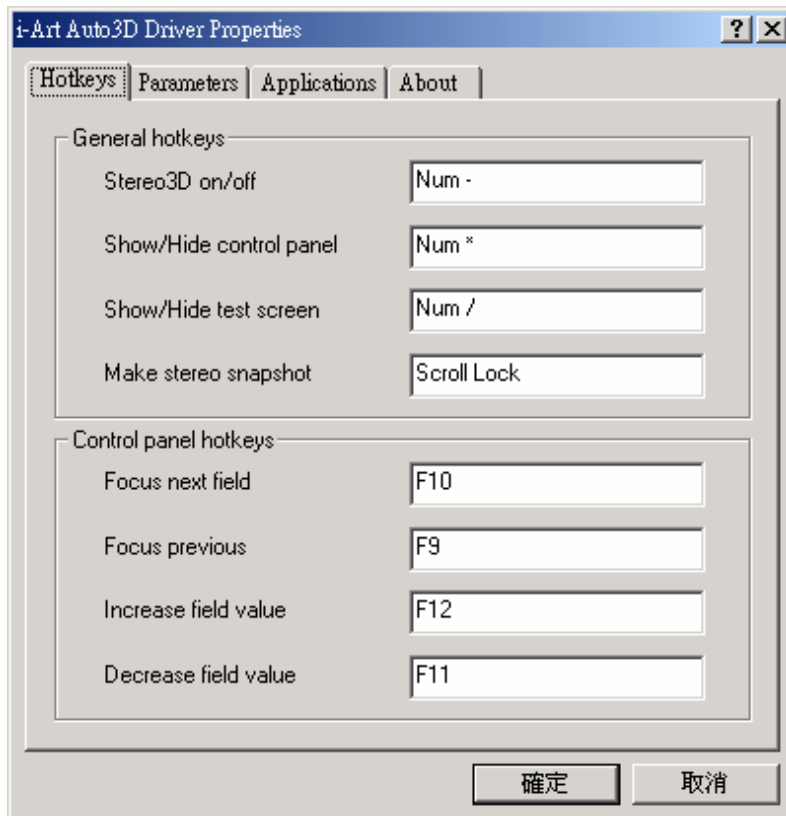 i-Art Auto3D Driver Properties
Hotkeys Parameters Applications About
General hotkeys
Stereo3D on/off Num -
Show/Hide control panel Num *
Show/Hide test screen Num /
Make stereo snapshot Scroll Lock
Control panel hotkeys
Focus next field F10
Focus previous F9
Increase field value F12
Decrease field value F11
確定 取消